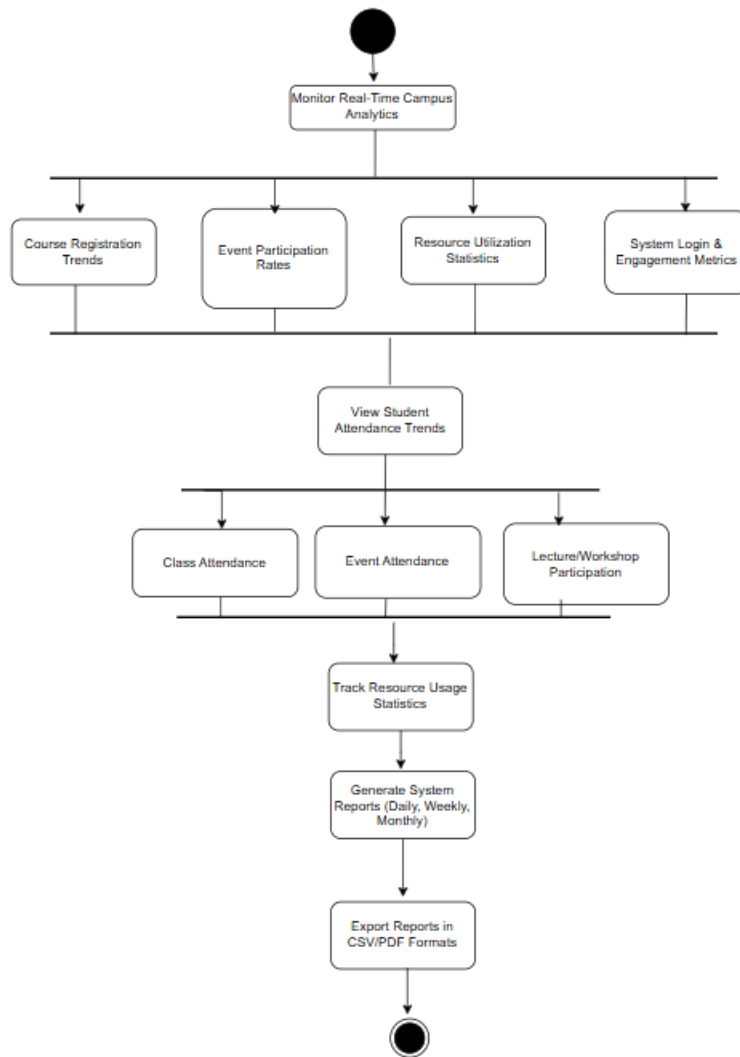 Monitor Real-Time Campus
Analytics
Course Registration
Trends
Event Participation
Rates
Resource Utilization
Statistics
System Login &
Engagement Metrics
View Student
Attendance Trends
Class Attendance
Event Attendance
Lecture/Workshop
Participation
Track Resource Usage
Statistics
Generate System
Reports (Daily, Weekly,
Monthly)
Export Reports in
CSV/PDF Formats